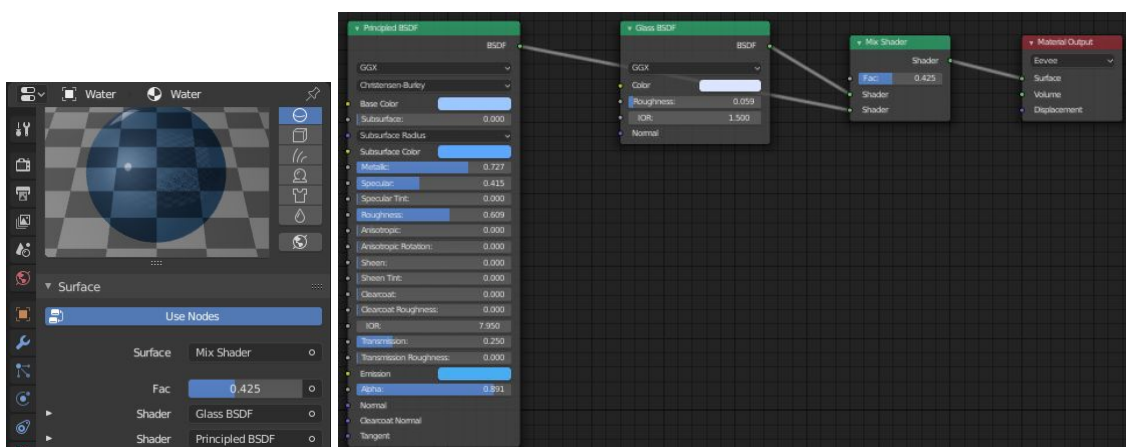 Water
Water
Surface
Use Nodes
Surface
Mix Shader
Fac
0.425
Shader
Glass BSDF
Shader
Principled BSDF
Principled BSDF
BSDF
GGX
Christensen-Burley
Base Color
Subsurface: 0.000
Subsurface Radius
Subsurface Color
Metallic: 0.727
Specular: 0.415
Specular Tint: 0.000
Roughness: 0.609
Anisotropic: 0.000
Anisotropic Rotation: 0.000
Sheen: 0.000
Sheen Tint: 0.000
Clearcoat: 0.000
Clearcoat Roughness: 0.000
IOR: 7.950
Transmission: 0.250
Transmission Roughness: 0.000
Emission
Alpha: 0.891
Normal
Clearcoat Normal
Tangent
Glass BSDF
BSDF
GGX
Color
Roughness: 0.059
IOR: 1.500
Normal
Mix Shader
Shader
Fac: 0.425
Shader
Shader
Material Output
Eevee
Surface
Volume
Displacement